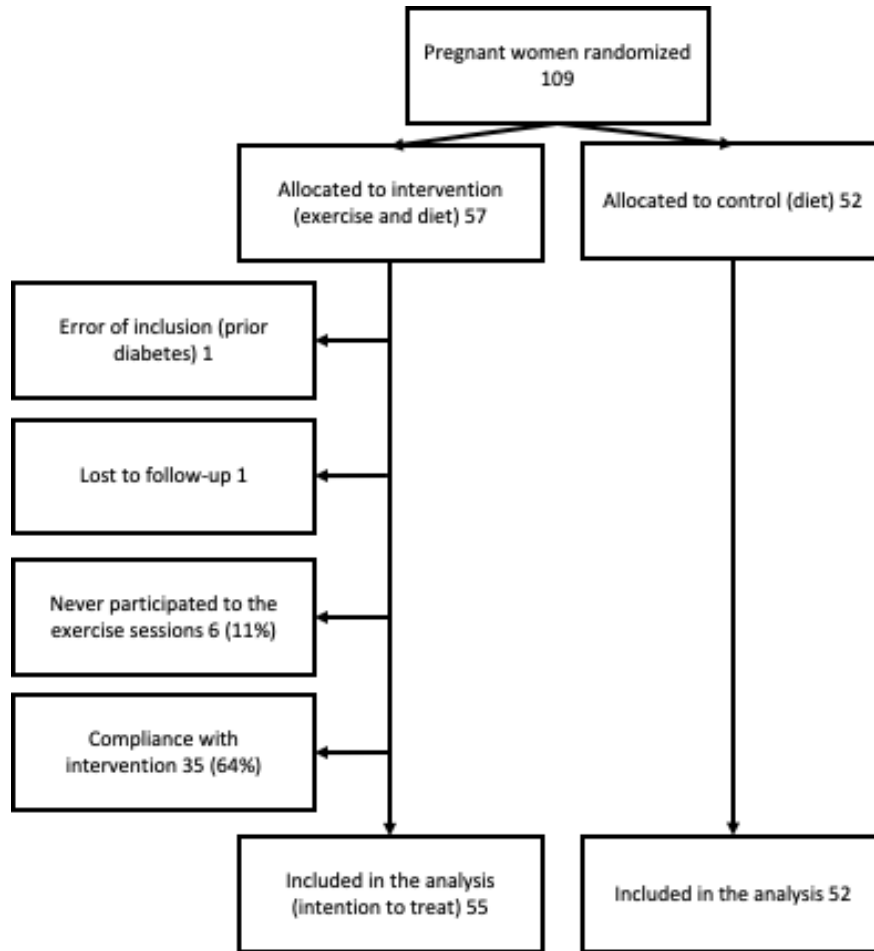 Pregnant women randomized
109
Allocated to intervention
(exercise and diet) 57
Allocated to control (diet) 52
Error of inclusion (prior
diabetes) 1
Lost to follow-up 1
Never participated to the
exercise sessions 6 (11%)
Compliance with
intervention 35 (64%)
Included in the analysis
(intention to treat) 55
Included in the analysis 52